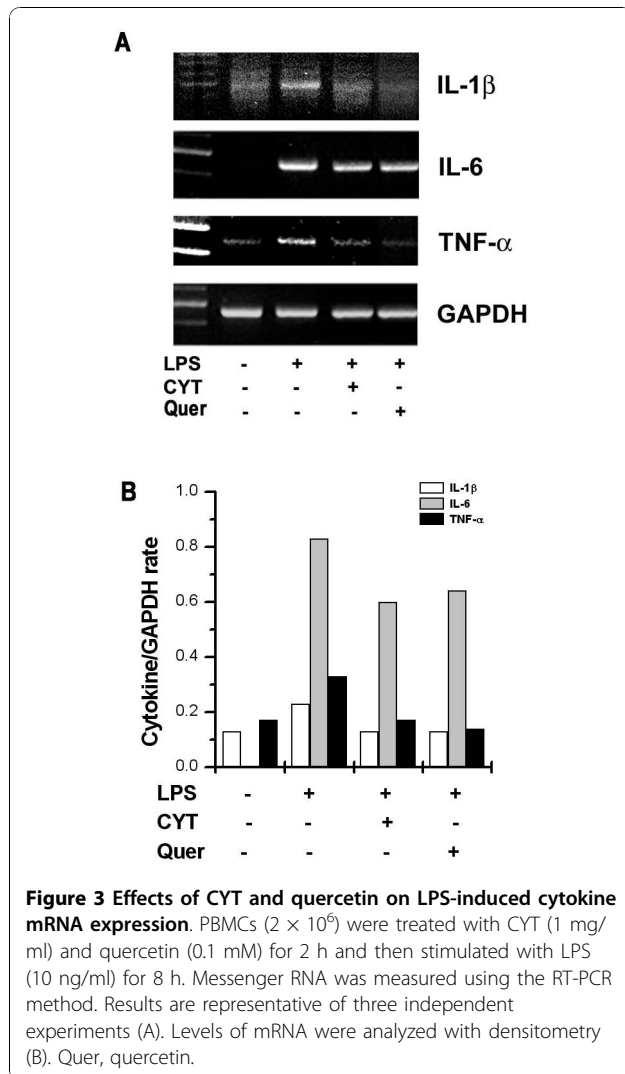 A
IL-1β
IL-6
TNF-α
GAPDH
LPS - + + +
CYT - - + -
Quer - - - +
B
IL-1β
IL-6
TNF-α
Cytokine/GAPDH rate
1.0
0.8
0.6
0.4
0.2
0.0
LPS - + + +
CYT - - + -
Quer - - - +
Figure 3 Effects of CYT and quercetin on LPS-induced cytokine
mRNA expression. PBMCs (2 × 10⁶) were treated with CYT (1 mg/
ml) and quercetin (0.1 mM) for 2 h and then stimulated with LPS
(10 ng/ml) for 8 h. Messenger RNA was measured using the RT-PCR
method. Results are representative of three independent
experiments (A). Levels of mRNA were analyzed with densitometry
(B). Quer, quercetin.